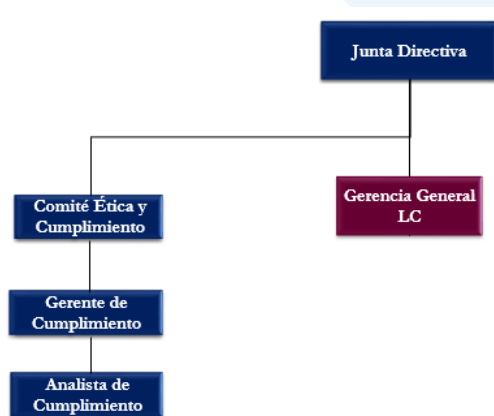 Junta Directiva
Gerencia General
LC
Comité Ética y
Cumplimiento
Gerente de
Cumplimiento
Analista de
Cumplimiento